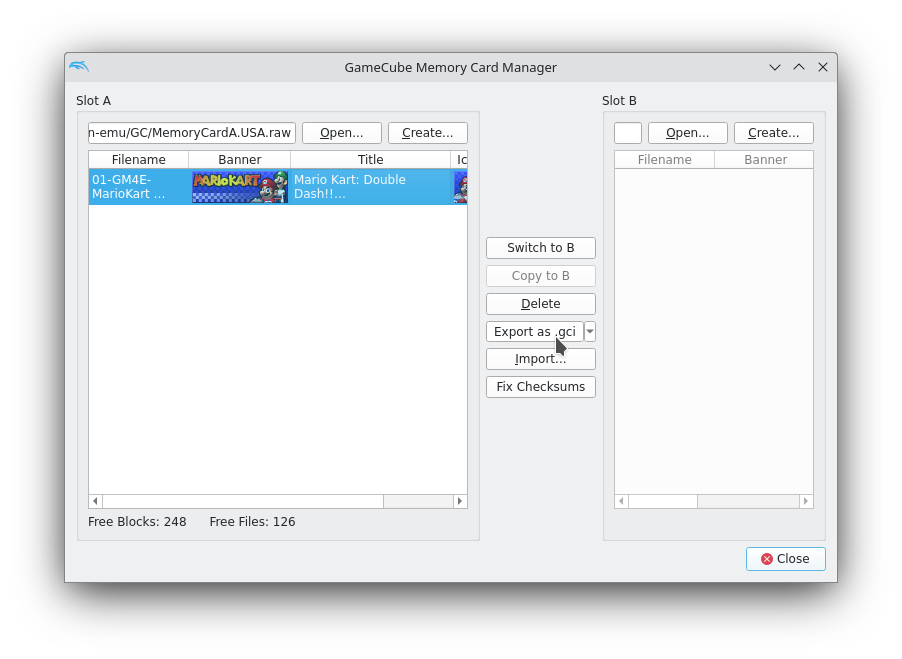 GameCube Memory Card Manager
Slot A
n-emu/GC/MemoryCardA.USA.raw Open... Create...
Filename Banner Title Ic
01-GM4E-
MarioKart ...
MARIOKART
Mario Kart: Double
Dash!!...
Free Blocks: 248 Free Files: 126
Switch to B
Copy to B
Delete
Export as .gci
Import...
Fix Checksums
Slot B
Open... Create...
Filename Banner
Close